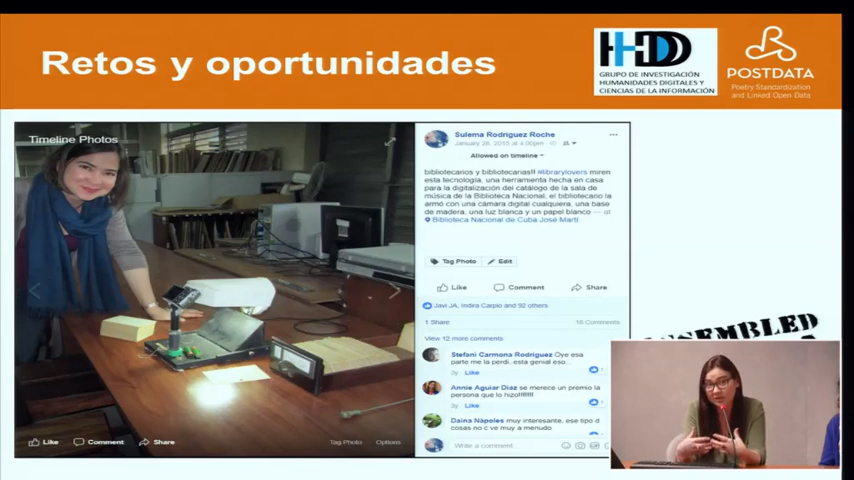 Retos y oportunidades
HHDD
GRUPO DE INVESTIGACIÓN
HUMANIDADES DIGITALES Y
CIENCIAS DE LA INFORMACIÓN
POSTDATA
Poetry Standardization
and Linked Open Data
Timeline Photos
Sulema Rodriguez Roche
January 28, 2015 at 4:00pm
Allowed on timeline
bibliotecarios y bibliotecarias!! #librarylovers miren
esta tecnología, una herramienta hecha en casa
para la digitalización del catálogo de la sala de
música de la Biblioteca Nacional, el bibliotecario la
armó con una cámara digital cualquiera, una base
de madera, una luz blanca y un papel blanco — at
Biblioteca Nacional de Cuba José Martí
Tag Photo Edit
Like Comment Share
Javi JA, Indira Carpio and 92 others
1 Share 16 Comments
View 12 more comments
Stefani Carmona Rodriguez Oye esa
parte me la perdi..esta genial eso...
3y Like 1
Annie Aguiar Diaz se merece un premio la
persona que lo hizo!!!!!!!!
3y Like 1
Daina Nápoles muy interesante, ese tipo d
cosas no c ve muy a menudo
Write a comment
Like Comment Share
Tag Photo Options